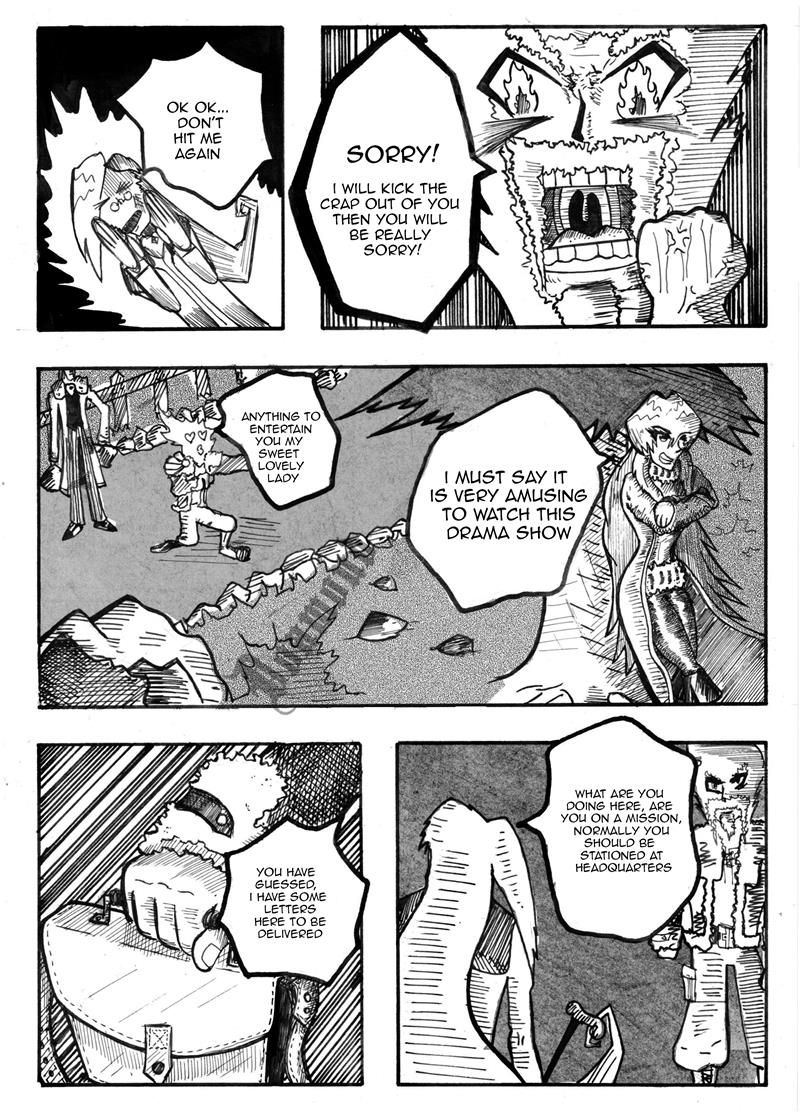 SORRY!
I WILL KICK THE
CRAP OUT OF YOU
THEN YOU WILL
BE REALLY
SORRY!
OK OK...
DON'T
HIT ME
AGAIN
I MUST SAY IT
IS VERY AMUSING
TO WATCH THIS
DRAMA SHOW
ANYTHING TO
ENTERTAIN
YOU MY
SWEET
LOVELY
LADY
WHAT ARE YOU
DOING HERE, ARE
YOU ON A MISSION,
NORMALLY YOU
SHOULD BE
STATIONED AT
HEADQUARTERS
YOU HAVE
GUESSED,
I HAVE SOME
LETTERS
HERE TO BE
DELIVERED